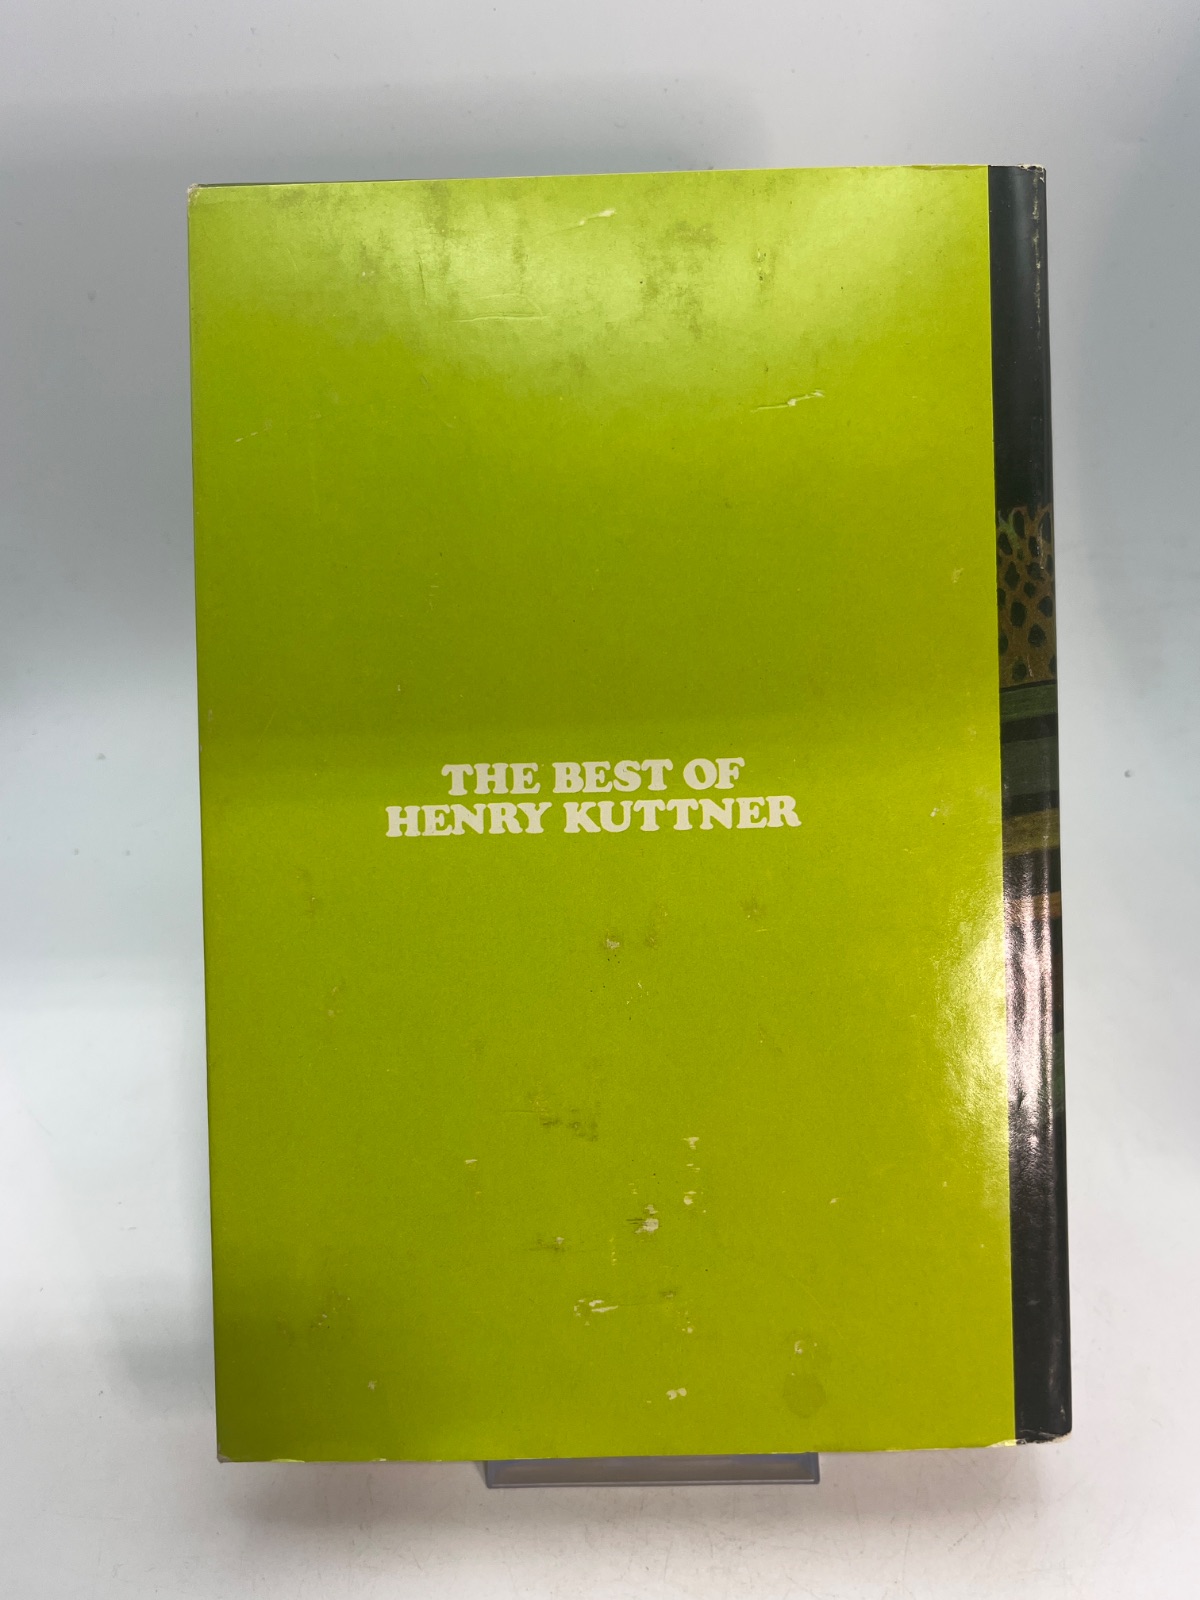 THE BEST OF
HENRY KUTTNER